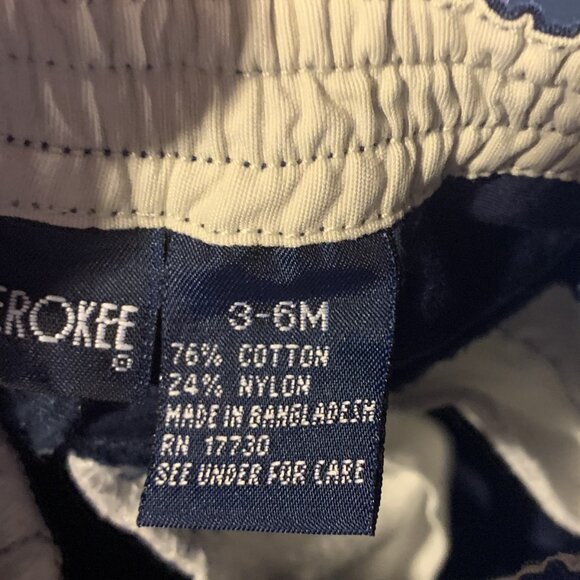 EROKEE
3-6M
76% COTTON
24% NYLON
MADE IN BANGLADESH
RN 17730
SEE UNDER FOR CARE